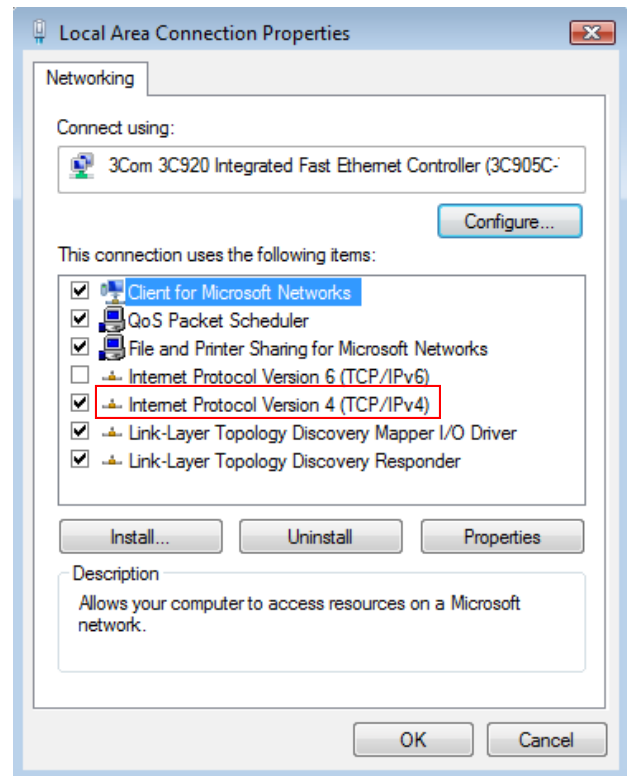 Local Area Connection Properties
Networking
Connect using:
3Com 3C920 Integrated Fast Ethernet Controller (3C905C-
Configure...
This connection uses the following items:
Client for Microsoft Networks
QoS Packet Scheduler
File and Printer Sharing for Microsoft Networks
Internet Protocol Version 6 (TCP/IPv6)
Internet Protocol Version 4 (TCP/IPv4)
Link-Layer Topology Discovery Mapper I/O Driver
Link-Layer Topology Discovery Responder
Install... Uninstall Properties
Description
Allows your computer to access resources on a Microsoft
network.
OK Cancel